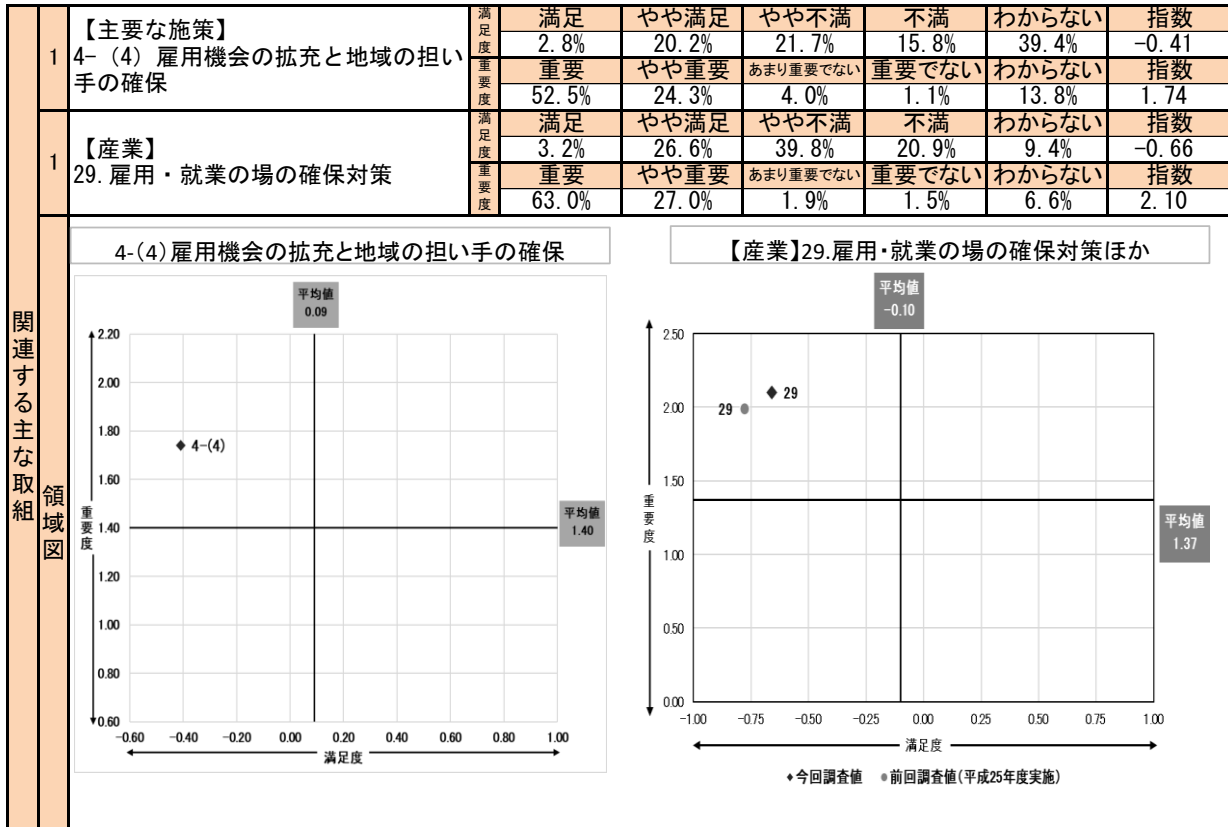 関連する主な取組
1
【主要な施策】
4-（4）雇用機会の拡充と地域の担い
手の確保
満足度
満足 やや満足 やや不満 不満 わからない 指数
2.8% 20.2% 21.7% 15.8% 39.4% -0.41
重要度
重要 やや重要 あまり重要でない 重要でない わからない 指数
52.5% 24.3% 4.0% 1.1% 13.8% 1.74
1
【産業】
29.雇用・就業の場の確保対策
満足度
満足 やや満足 やや不満 不満 わからない 指数
3.2% 26.6% 39.8% 20.9% 9.4% -0.66
重要度
重要 やや重要 あまり重要でない 重要でない わからない 指数
63.0% 27.0% 1.9% 1.5% 6.6% 2.10
領域図
4-(4)雇用機会の拡充と地域の担い手の確保
平均値
0.09
2.20
2.00
1.80
1.60
1.40
1.20
1.00
0.80
0.60
重要度
4-(4)
平均値
1.40
-0.60 -0.40 -0.20 0.00 0.20 0.40 0.60 0.80 1.00
満足度
【産業】29.雇用・就業の場の確保対策ほか
平均値
-0.10
2.50
2.00
1.50
1.00
0.50
0.00
重要度
29
29
平均値
1.37
-1.00 -0.75 -0.50 -0.25 0.00 0.25 0.50 0.75 1.00
満足度
◆今回調査値 ●前回調査値(平成25年度実施)